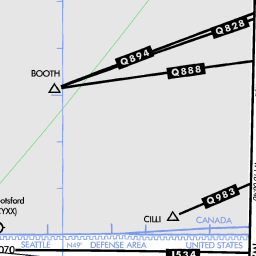 Q894
Q828
BOOTH
Q888
Q983
otsford
YXX)
CILLI
CANADA
SEATTLE
N49°
DEFENSE AREA
UNITED STATES
070
J534